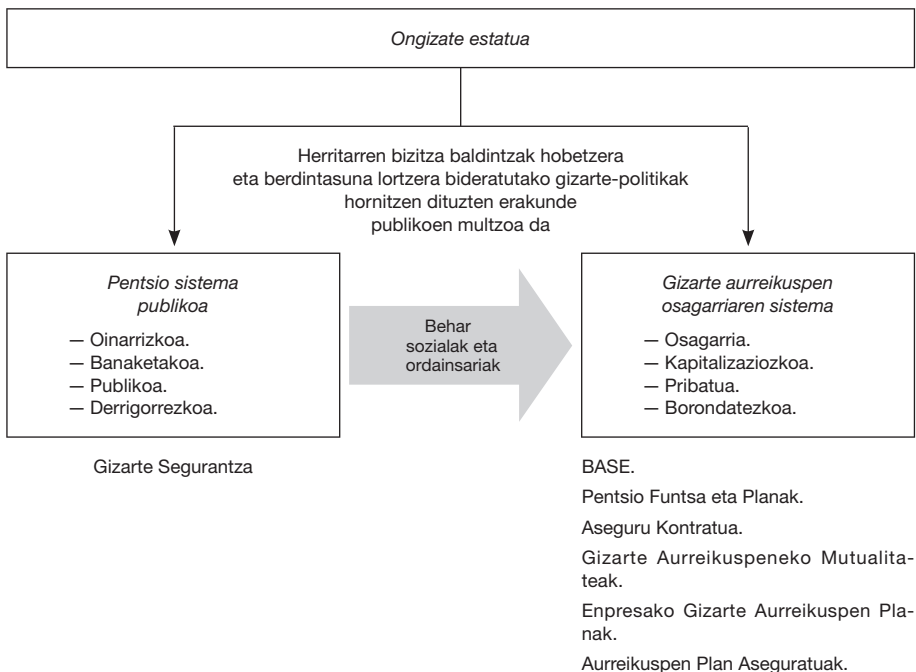 Ongizate estatua
Herritarren bizitza baldintzak hobetzera
eta berdintasuna lortzera bideratutako gizarte-politikak
hornitzen dituzten erakunde
publikoen multzoa da
Pentsio sistema
publikoa
— Oinarrizkoa.
— Banaketakoa.
— Publikoa.
— Derrigorrezkoa.
Behar
sozialak eta
ordainsariak
Gizarte aurreikuspen
osagarriaren sistema
— Osagarria.
— Kapitalizaziozkoa.
— Pribatua.
— Borondatezkoa.
Gizarte Segurantza
BASE.
Pentsio Funtsa eta Planak.
Aseguru Kontratua.
Gizarte Aurreikuspeneko Mutualita-
teak.
Enpresako Gizarte Aurreikuspen Pla-
nak.
Aurreikuspen Plan Aseguratuak.